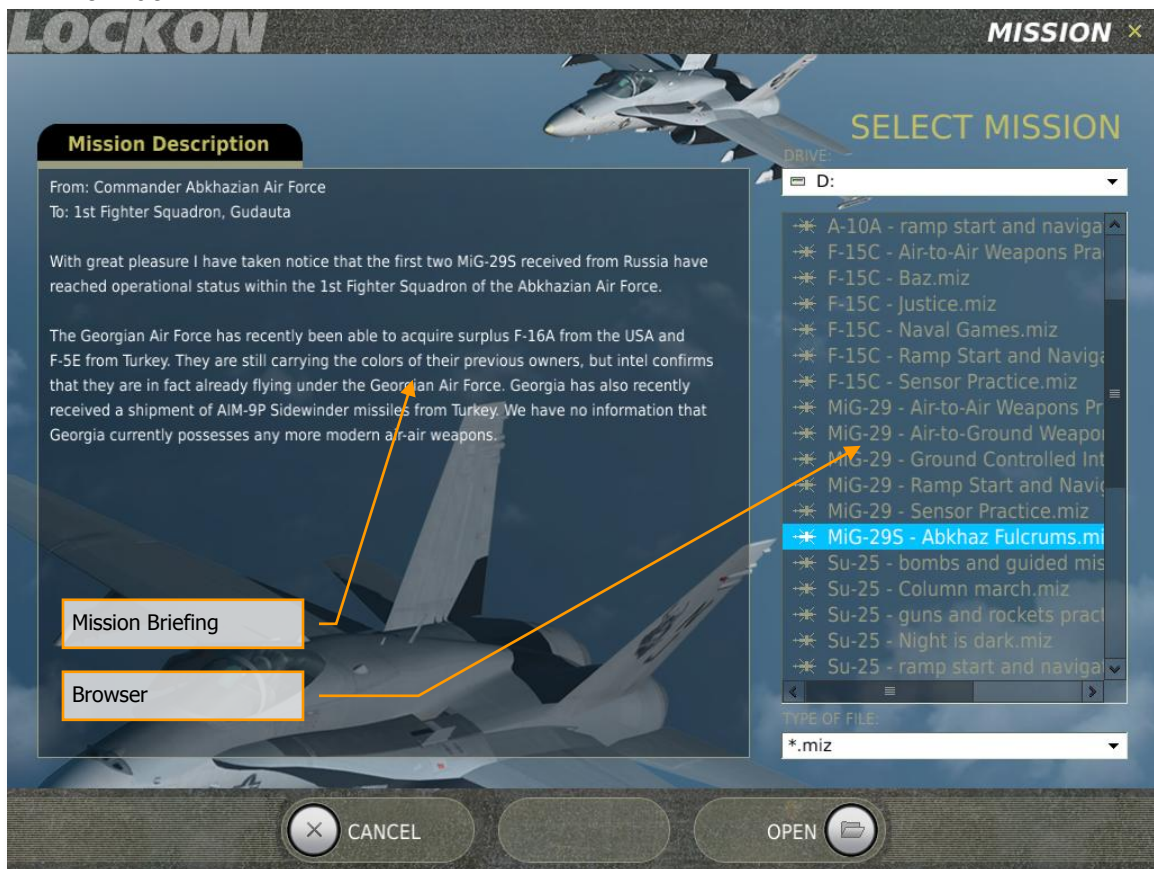 LOCKON
MISSION ×
SELECT MISSION
Mission Description
DRIVE:
D:
From: Commander Abkhazian Air Force
To: 1st Fighter Squadron, Gudauta
With great pleasure I have taken notice that the first two MiG-29S received from Russia have
reached operational status within the 1st Fighter Squadron of the Abkhazian Air Force.
The Georgian Air Force has recently been able to acquire surplus F-16A from the USA and
F-5E from Turkey. They are still carrying the colors of their previous owners, but intel confirms
that they are in fact already flying under the Georgian Air Force. Georgia has also recently
received a shipment of AIM-9P Sidewinder missiles from Turkey. We have no information that
Georgia currently possesses any more modern air-air weapons.
A-10A - ramp start and naviga
F-15C - Air-to-Air Weapons Pra
F-15C - Baz.miz
F-15C - Justice.miz
F-15C - Naval Games.miz
F-15C - Ramp Start and Naviga
F-15C - Sensor Practice.miz
MiG-29 - Air-to-Air Weapons Pr
MiG-29 - Air-to-Ground Weapo
MiG-29 - Ground Controlled Int
MiG-29 - Ramp Start and Navig
MiG-29 - Sensor Practice.miz
MiG-29S - Abkhaz Fulcrums.mi
Su-25 - bombs and guided mis
Su-25 - Column march.miz
Su-25 - guns and rockets pract
Su-25 - Night is dark.miz
Su-25 - ramp start and navigat
Mission Briefing
Browser
TYPE OF FILE:
*.miz
CANCEL
OPEN